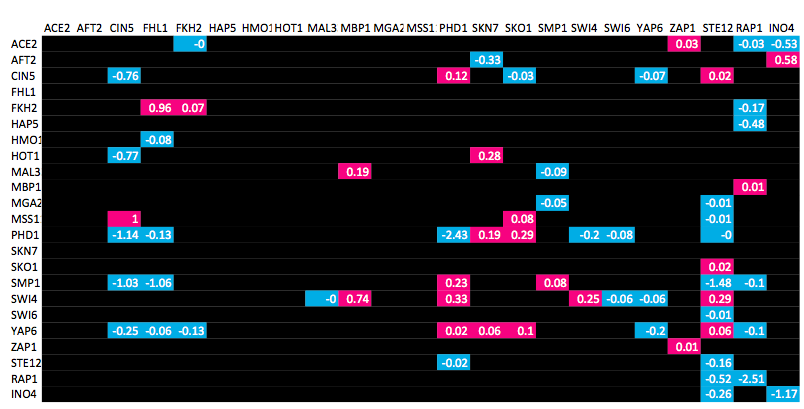 ACE2 AFT2 CIN5 FHL1 FKH2 HAP5 HMO1 HOT1 MAL3 MBP1 MGA2 MSS1 PHD1 SKN7 SKO1 SMP1 SWI4 SWI6 YAP6 ZAP1 STE12 RAP1 INO4
ACE2 -0 0.03 -0.03 -0.53
AFT2 -0.33 0.58
CIN5 -0.76 0.12 -0.03 -0.07 0.02
FHL1
FKH2 0.96 0.07 -0.17
HAP5 -0.48
HMO1 -0.08
HOT1 -0.77 0.28
MAL3 0.19 -0.09
MBP1 0.01
MGA2 -0.05 -0.01
MSS1 1 0.08 -0.01
PHD1 -1.14 -0.13 -2.43 0.19 0.29 -0.2 -0.08 -0
SKN7
SKO1 0.02
SMP1 -1.03 -1.06 0.23 0.08 -1.48 -0.1
SWI4 -0 0.74 0.33 0.25 -0.06 -0.06 0.29
SWI6 -0.01
YAP6 -0.25 -0.06 -0.13 0.02 0.06 0.1 -0.2 0.06 -0.1
ZAP1 0.01
STE12 -0.02 -0.16
RAP1 -0.52 -2.51
INO4 -0.26 -1.17